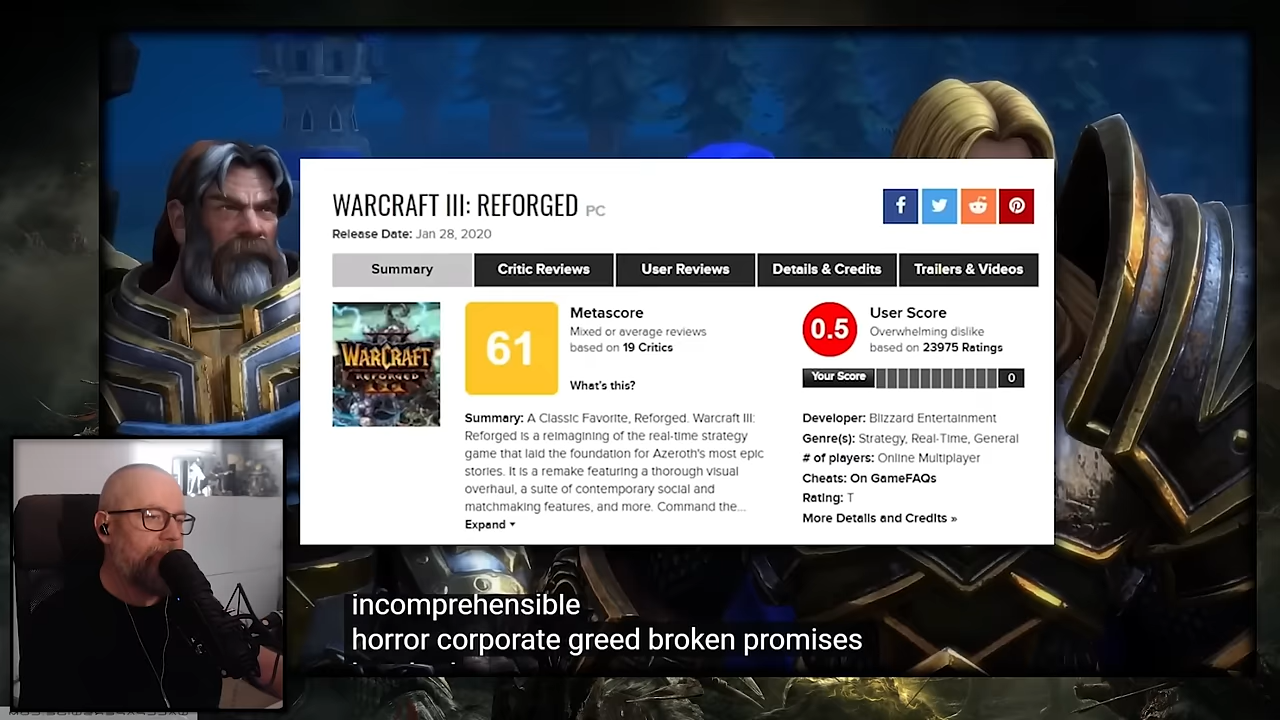 WARCRAFT III: REFORGED PC
Release Date: Jan 28, 2020
Summary
Critic Reviews
User Reviews
Details & Credits
Trailers & Videos
WARCRAFT
REFORGED
III
61
Metascore
Mixed or average reviews
based on 19 Critics
What's this?
0.5
User Score
Overwhelming dislike
based on 23975 Ratings
Your Score
0
Summary: A Classic Favorite, Reforged. Warcraft III:
Reforged is a reimagining of the real-time strategy
game that laid the foundation for Azeroth's most epic
stories. It is a remake featuring a thorough visual
overhaul, a suite of contemporary social and
matchmaking features, and more. Command the...
Expand
Developer: Blizzard Entertainment
Genre(s): Strategy, Real-Time, General
# of players: Online Multiplayer
Cheats: On GameFAQs
Rating: T
More Details and Credits »
incomprehensible
horror corporate greed broken promises